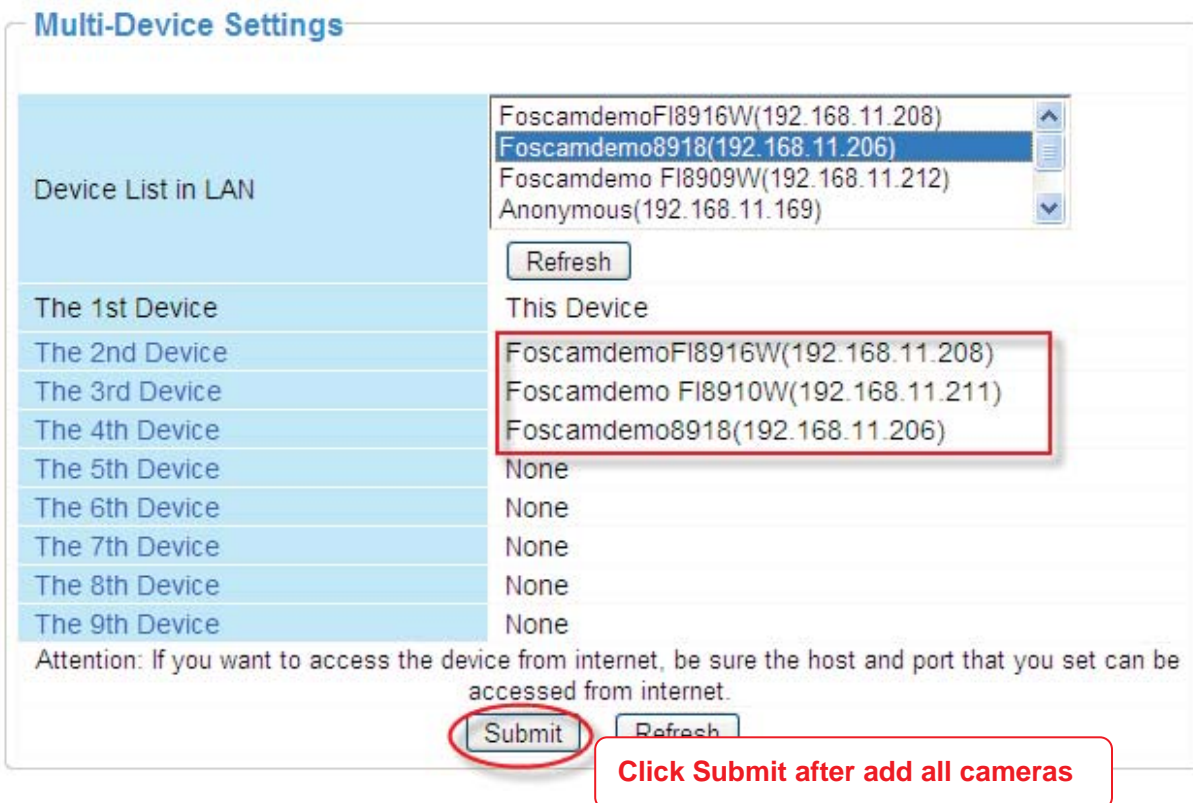 Multi-Device Settings
Device List in LAN
FoscamdemoFI8916W(192.168.11.208)
Foscamdemo8918(192.168.11.206)
Foscamdemo FI8909W(192.168.11.212)
Anonymous(192.168.11.169)
Refresh
The 1st Device This Device
The 2nd Device FoscamdemoFI8916W(192.168.11.208)
The 3rd Device Foscamdemo FI8910W(192.168.11.211)
The 4th Device Foscamdemo8918(192.168.11.206)
The 5th Device None
The 6th Device None
The 7th Device None
The 8th Device None
The 9th Device None
Attention: If you want to access the device from internet, be sure the host and port that you set can be
accessed from internet.
Submit Refresh
Click Submit after add all cameras